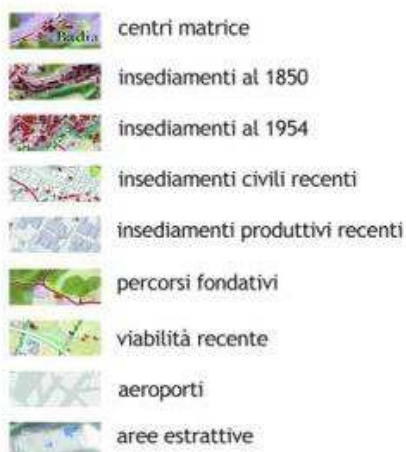 Badia
centri matrice
insediamenti al 1850
insediamenti al 1954
insediamenti civili recenti
insediamenti produttivi recenti
percorsi fondativi
viabilità recente
aeroporti
aree estrattive